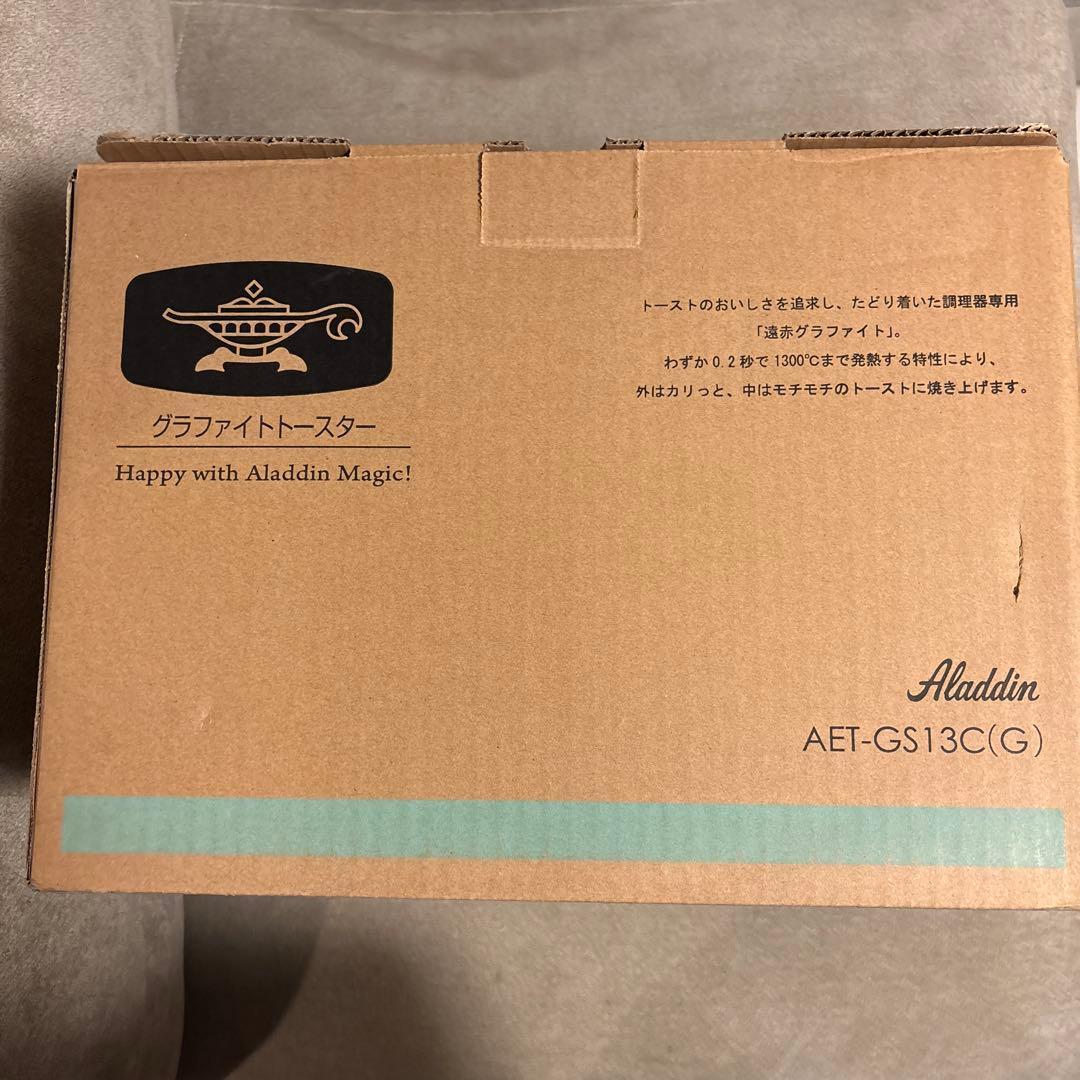 グラファイトトースター
Happy with Aladdin Magic!
トーストのおいしさを追求し、たどり着いた調理器専用
「遠赤グラファイト」。
わずか0.2秒で1300℃まで発熱する特性により、
外はカリっと、中はモチモチのトーストに焼き上げます。
Aladdin
AET-GS13C(G)